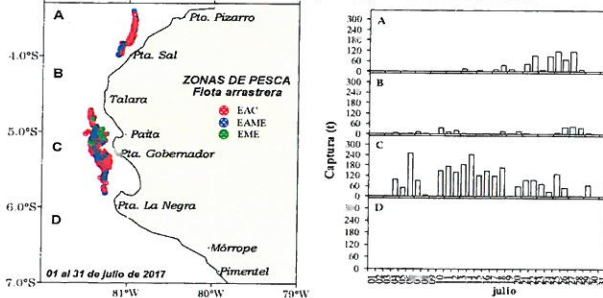 A
Pto. Pizarro
4.0°S
Pta. Sal
B
ZONAS DE PESCA
Flota arrastrera
EAC
EAME
EME
Talara
5.0°S
Paita
C
Pta. Gobernador
6.0°S
Pta. La Negra
D
Mórrope
01 al 31 de julio de 2017
Pimentel
7.0°S
81°W
80°W
79°W
Captura (t)
300
240
180
120
60
0
A
300
240
180
120
60
0
B
300
240
180
120
60
0
C
300
240
180
120
60
0
D
julio